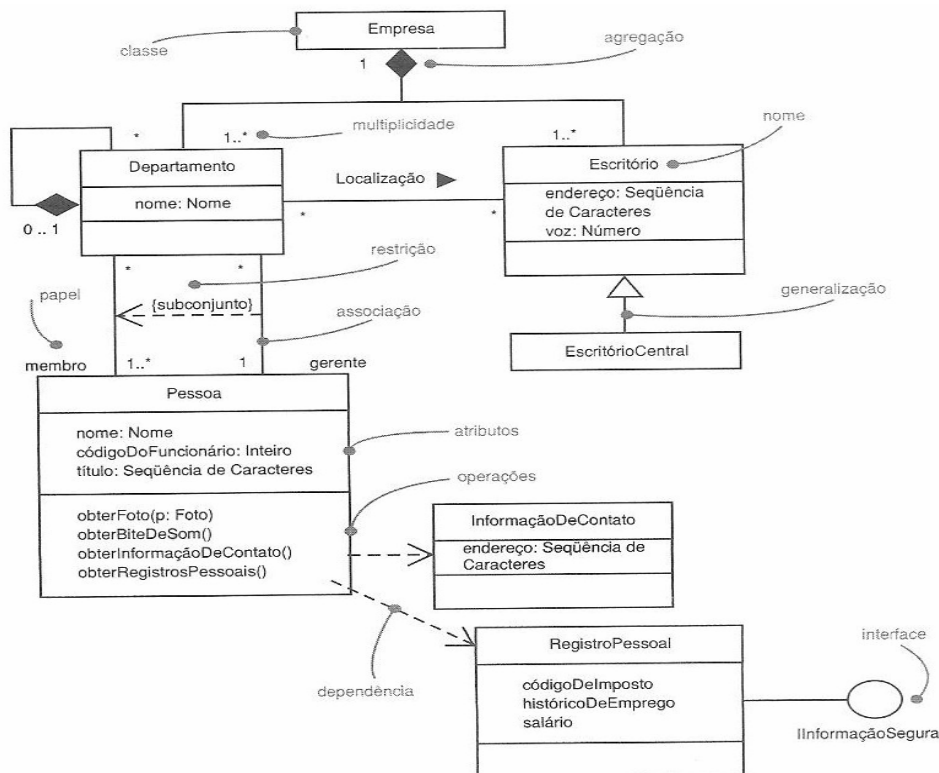 Empresa
classe
1
agregação
*
1..*
multiplicidade
1..*
nome
Departamento
nome: Nome
0 .. 1
Localização
*
*
Escritório
endereço: Seqüência
de Caracteres
voz: Número
restrição
*
*
papel
{subconjunto}
associação
generalização
EscritórioCentral
membro
1..*
1
gerente
Pessoa
nome: Nome
códigoDoFuncionário: Inteiro
título: Seqüência de Caracteres
atributos
operações
obterFoto(p: Foto)
obterBiteDeSom()
obterInformaçãoDeContato()
obterRegistrosPessoais()
InformaçãoDeContato
endereço: Seqüência de
Caracteres
dependência
RegistroPessoal
códigoDeImposto
históricoDeEmprego
salário
interface
IInformaçãoSegura